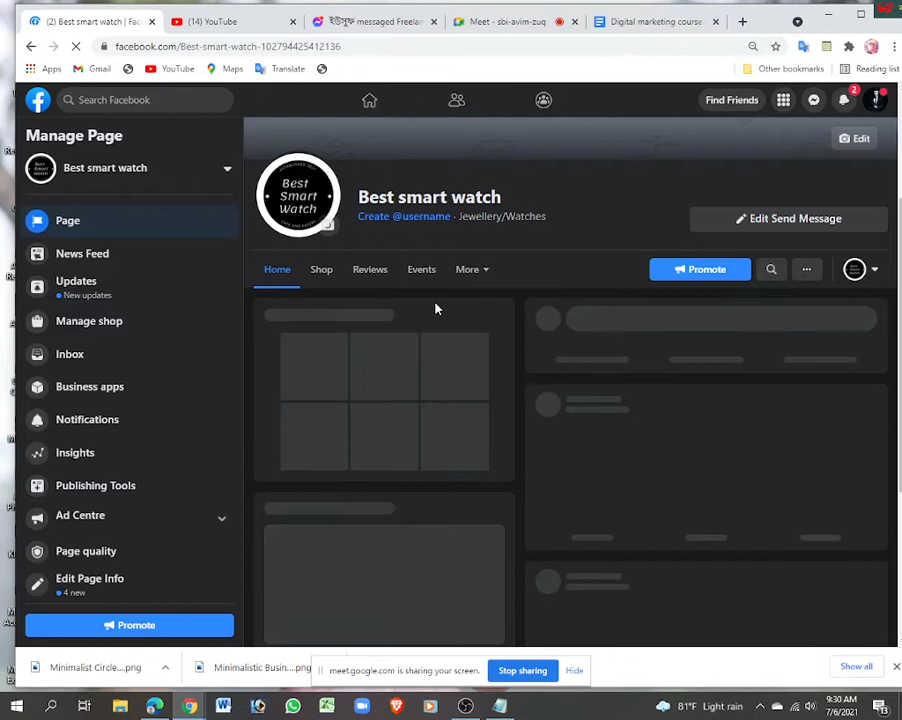 (2) Best smart watch | Fac
(14) YouTube
ইউসুফ messaged Freelan
Meet - sbi-avim-zuq
Digital marketing course
facebook.com/Best-smart-watch-102794425412136
Apps
Gmail
YouTube
Maps
Translate
Other bookmarks
Reading list
Search Facebook
Find Friends
2
Manage Page
Edit
Best smart watch
Best
Smart
Watch
Best smart watch
Create @username · Jewellery/Watches
Edit Send Message
Page
News Feed
Updates
New updates
Manage shop
Inbox
Business apps
Notifications
Insights
Publishing Tools
Ad Centre
Page quality
Edit Page Info
4 new
Promote
Home
Shop
Reviews
Events
More
Promote
Minimalist Circle....png
Minimalistic Busin....png
meet.google.com is sharing your screen.
Stop sharing
Hide
Show all
81°F Light rain
9:30 AM
7/6/2021
13